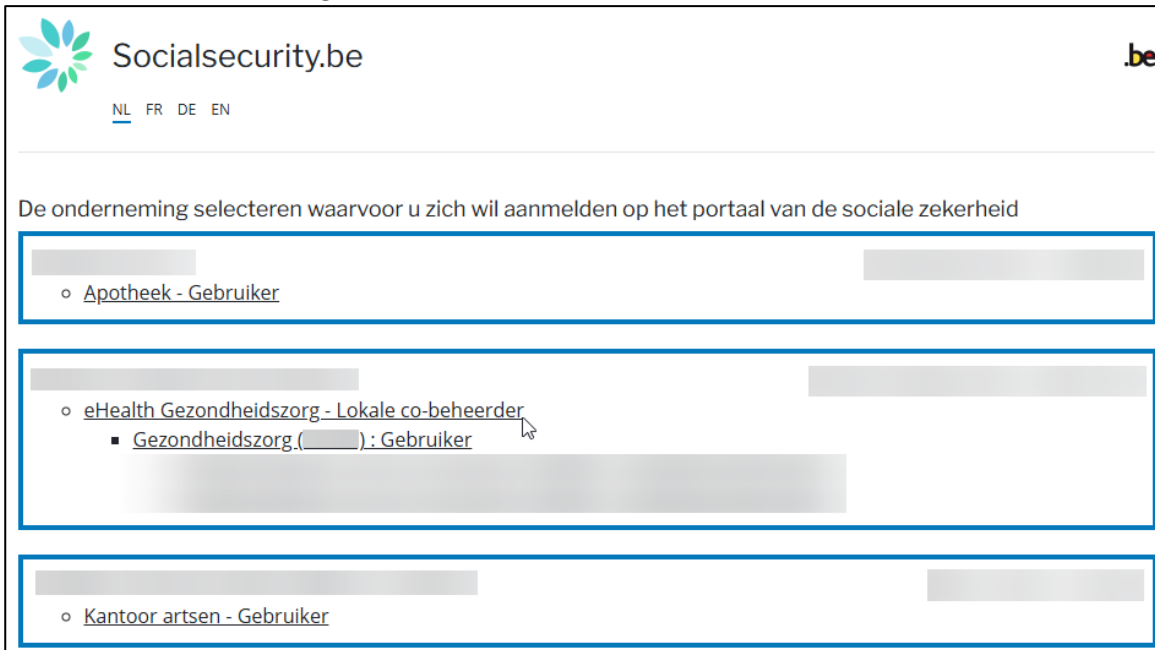 Socialsecurity.be
.be
NL FR DE EN
De onderneming selecteren waarvoor u zich wil aanmelden op het portaal van de sociale zekerheid
Apotheek - Gebruiker
eHealth Gezondheidszorg - Lokale co-beheerder
Gezondheidszorg ( ) : Gebruiker
Kantoor artsen - Gebruiker